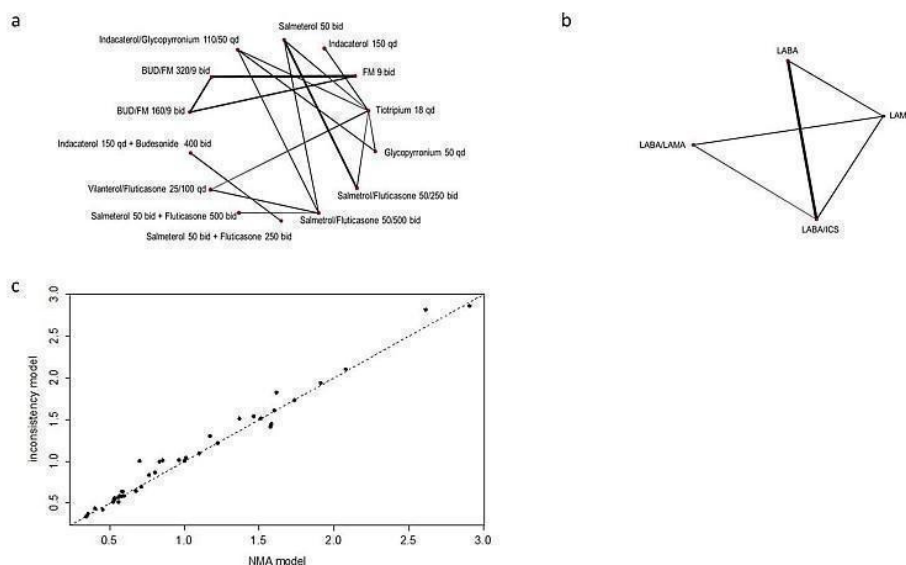 a
Salmeterol 50 bid
Indacaterol/Glycopyrronium 110/50 qd
Indacaterol 150 qd
BUD/FM 320/9 bid
FM 9 bid
BUD/FM 160/9 bid
Tiotripium 18 qd
Indacaterol 150 qd + Budesonide 400 bid
Glycopyrronium 50 qd
Vilanterol/Fluticasone 25/100 qd
Salmetrol/Fluticasone 50/250 bid
Salmeterol 50 bid + Fluticasone 500 bid
Salmetrol/Fluticasone 50/500 bid
Salmeterol 50 bid + Fluticasone 250 bid
b
LABA
LAM
LABA/LAMA
LABA/ICS
c
3.0
2.5
2.0
1.5
1.0
0.5
inconsistency model
0.5 1.0 1.5 2.0 2.5 3.0
NMA model